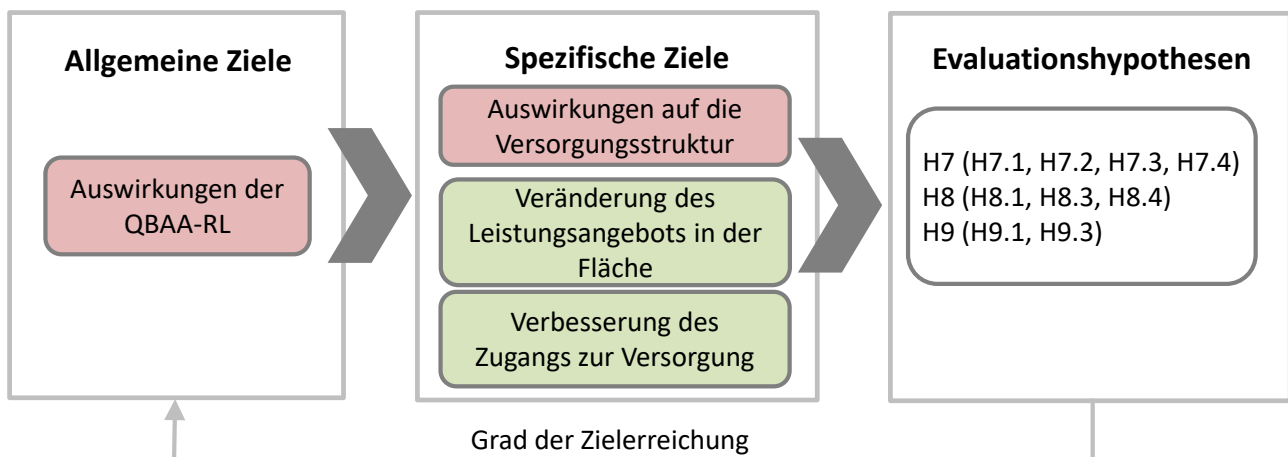 Allgemeine Ziele
Auswirkungen der
QBAA-RL
Spezifische Ziele
Auswirkungen auf die
Versorgungsstruktur
Veränderung des
Leistungsangebots in der
Fläche
Verbesserung des
Zugangs zur Versorgung
Evaluationshypothesen
H7 (H7.1, H7.2, H7.3, H7.4)
H8 (H8.1, H8.3, H8.4)
H9 (H9.1, H9.3)
Grad der Zielerreichung